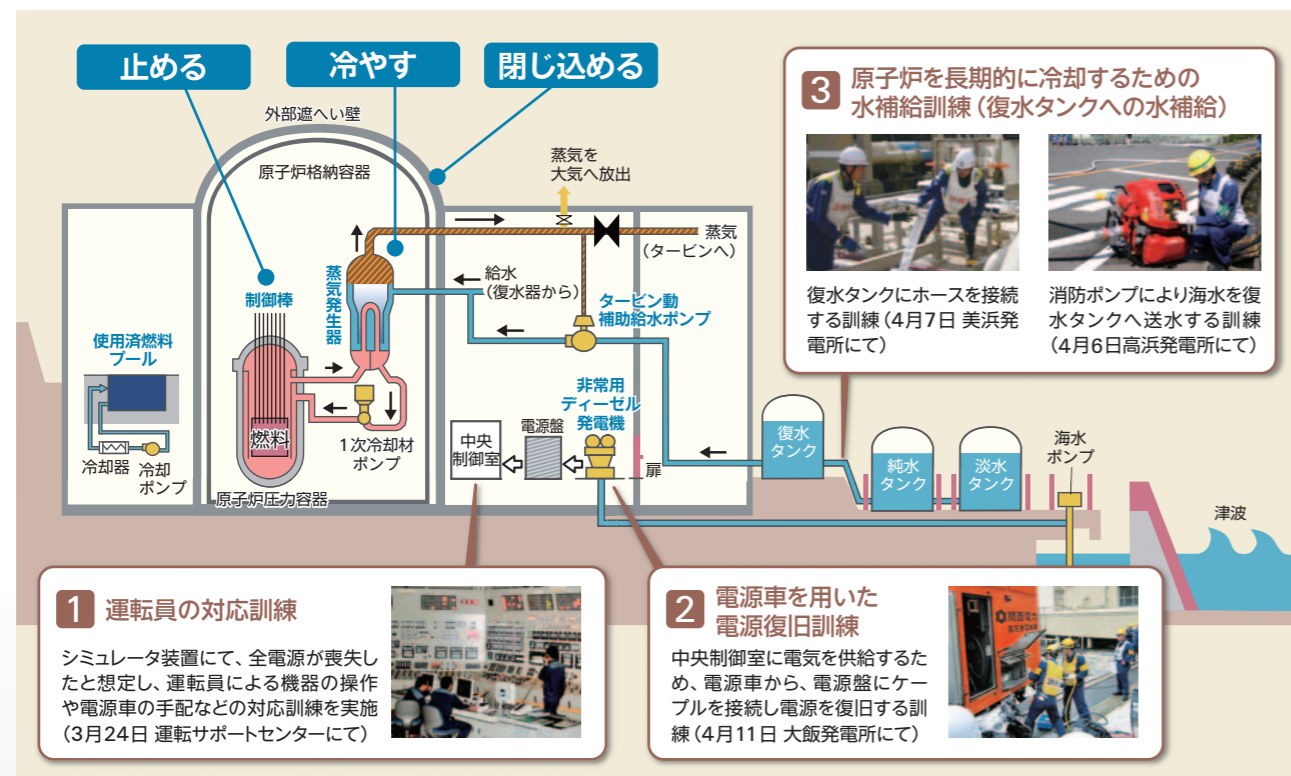 止める
冷やす
閉じ込める
外部遮へい壁
原子炉格納容器
蒸気を
大気へ放出
蒸気
(タービンへ)
給水
(復水器から)
蒸気発生器
制御棒
タービン動
補助給水ポンプ
使用済燃料
プール
冷却器
冷却
ポンプ
燃料
1次冷却材
ポンプ
原子炉圧力容器
中央
制御室
電源盤
非常用
ディーゼル
発電機
扉
復水
タンク
純水
タンク
淡水
タンク
海水
ポンプ
津波
3 原子炉を長期的に冷却するための
水補給訓練(復水タンクへの水補給)
復水タンクにホースを接続
する訓練(4月7日 美浜発
電所にて)
消防ポンプにより海水を復
水タンクへ送水する訓練
(4月6日高浜発電所にて)
1 運転員の対応訓練
シミュレータ装置にて、全電源が喪失し
たと想定し、運転員による機器の操作
や電源車の手配などの対応訓練を実施
(3月24日 運転サポートセンターにて)
2 電源車を用いた
電源復旧訓練
中央制御室に電気を供給するた
め、電源車から、電源盤にケー
ブルを接続し電源を復旧する訓
練(4月11日 大飯発電所にて)
関西電力